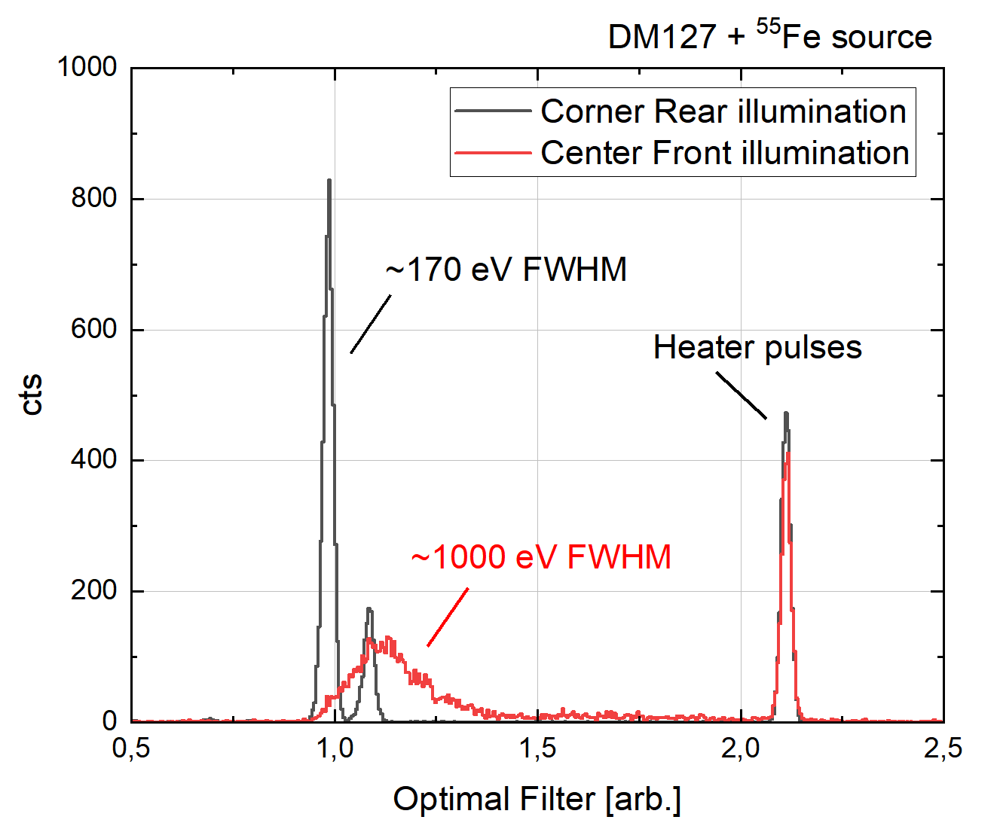 DM127 + ⁵⁵Fe source
1000
800
600
400
200
0
cts
Corner Rear illumination
Center Front illumination
~170 eV FWHM
Heater pulses
~1000 eV FWHM
0,5 1,0 1,5 2,0 2,5
Optimal Filter [arb.]